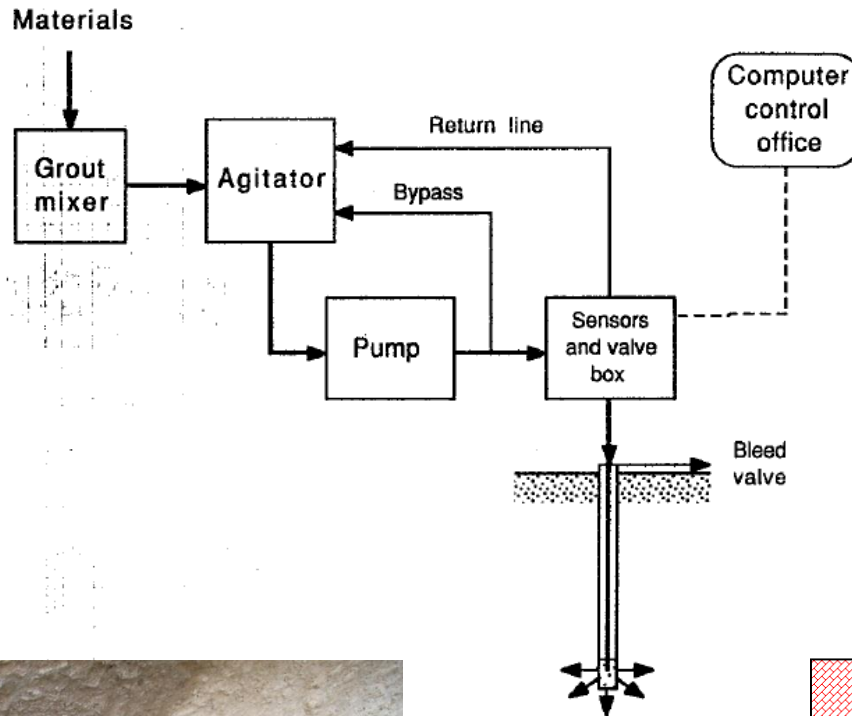 Materials
Grout
mixer
Agitator
Return line
Bypass
Computer
control
office
Pump
Sensors
and valve
box
Bleed
valve